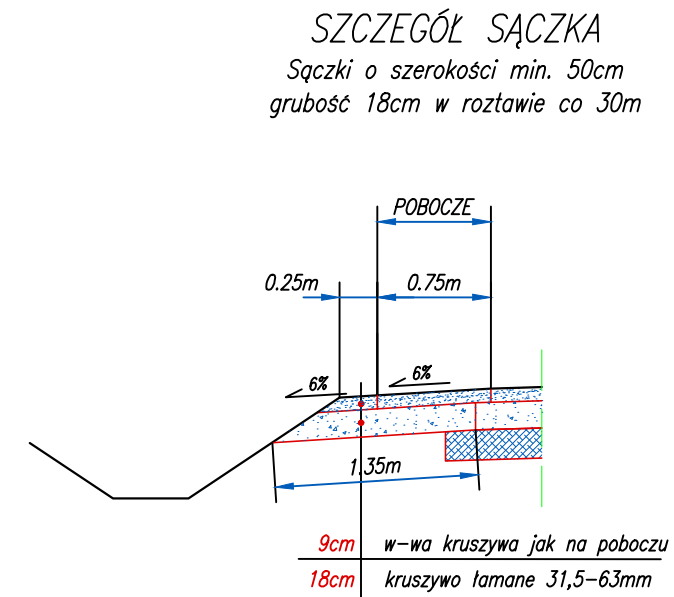 SZCZEGÓŁ SĄCZKA
Sączki o szerokości min. 50cm
grubość 18cm w roztawie co 30m
POBOCZE
0.25m
0.75m
6%
6%
1.35m
9cm w-wa kruszywa jak na poboczu
18cm kruszywo łamane 31,5-63mm